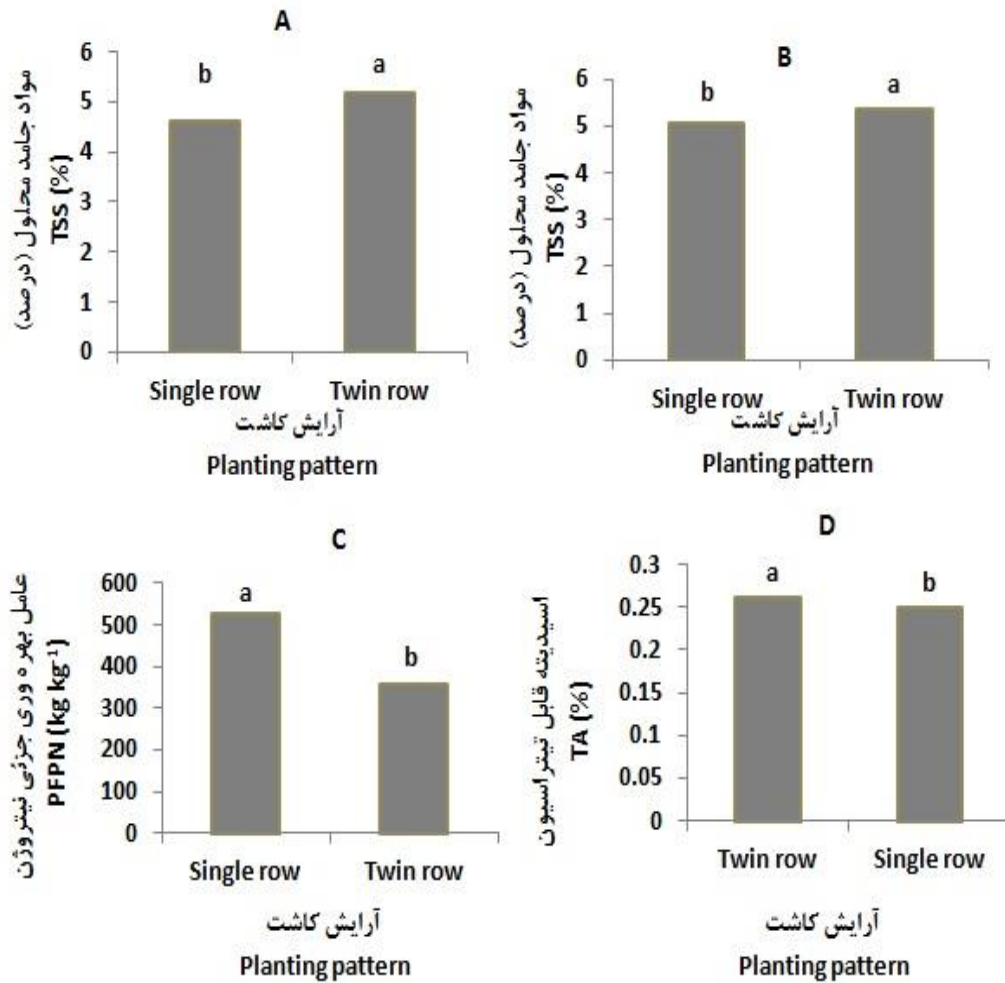 A
مواد جامد محلول (درصد)
TSS (%)
6
5
4
3
2
1
0
b
a
Single row
Twin row
آرایش کاشت
Planting pattern
B
مواد جامد محلول (درصد)
TSS (%)
6
5
4
3
2
1
0
b
a
Single row
Twin row
آرایش کاشت
Planting pattern
C
عامل بهره وری جزئی نیتروژن
PFPN (kg kg⁻¹)
600
500
400
300
200
100
0
a
b
Single row
Twin row
آرایش کاشت
Planting pattern
D
اسیدیته قابل تیتراسیون
TA (%)
0.3
0.25
0.2
0.15
0.1
0.05
0
a
b
Twin row
Single row
آرایش کاشت
Planting pattern